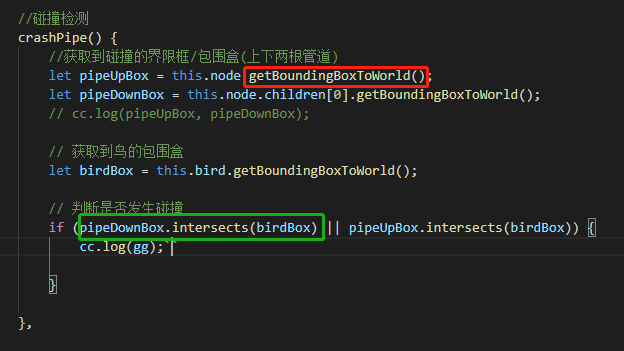 //碰撞检测
crashPipe() {
//获取到碰撞的界限框/包围盒(上下两根管道)
let pipeUpBox = this.node.getBoundingBoxToWorld();
let pipeDownBox = this.node.children[0].getBoundingBoxToWorld();
// cc.log(pipeUpBox, pipeDownBox);
// 获取到鸟的包围盒
let birdBox = this.bird.getBoundingBoxToWorld();
// 判断是否发生碰撞
if (pipeDownBox.intersects(birdBox) || pipeUpBox.intersects(birdBox)) {
cc.log(gg);``
}
},